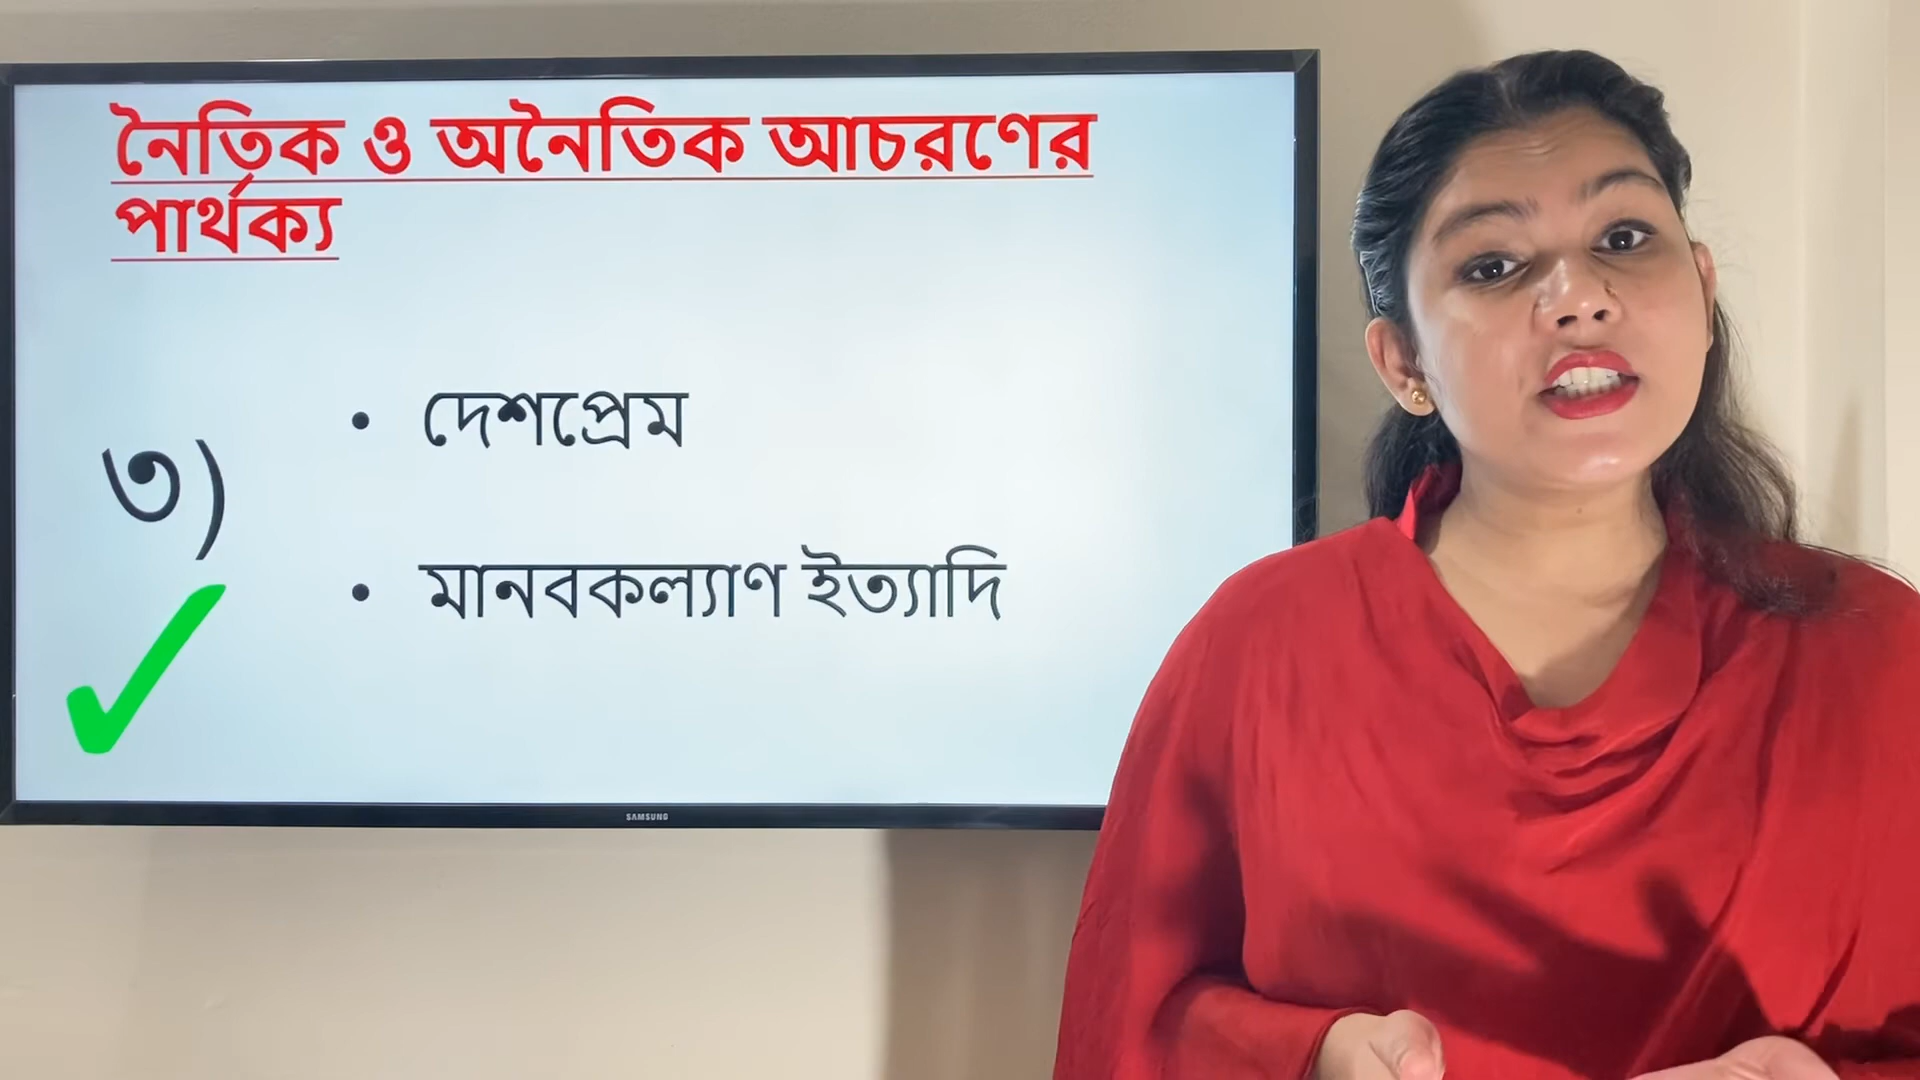 নৈতিক ও অনৈতিক আচরণের
পার্থক্য
৩)
• দেশপ্রেম
• মানবকল্যাণ ইত্যাদি
SAMSUNG